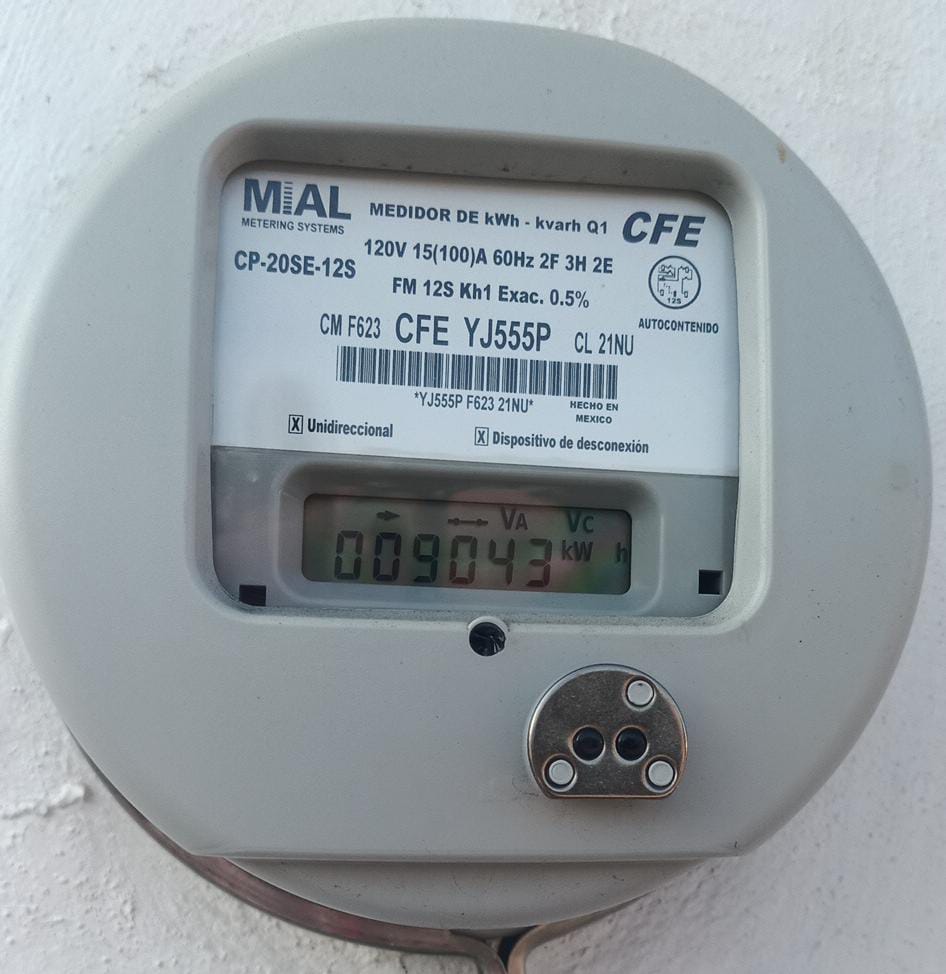 MIAL
METERING SYSTEMS
MEDIDOR DE kWh - kvarh Q1
CFE
CP-20SE-12S
120V 15(100)A 60Hz 2F 3H 2E
FM 12S Kh1 Exac. 0.5%
12S
AUTOCONTENIDO
CM F623 CFE YJ555P CL 21NU
*YJ555P F623 21NU*
HECHO EN
MEXICO
X Unidireccional
X Dispositivo de desconexión
VA VC
009043 kW h